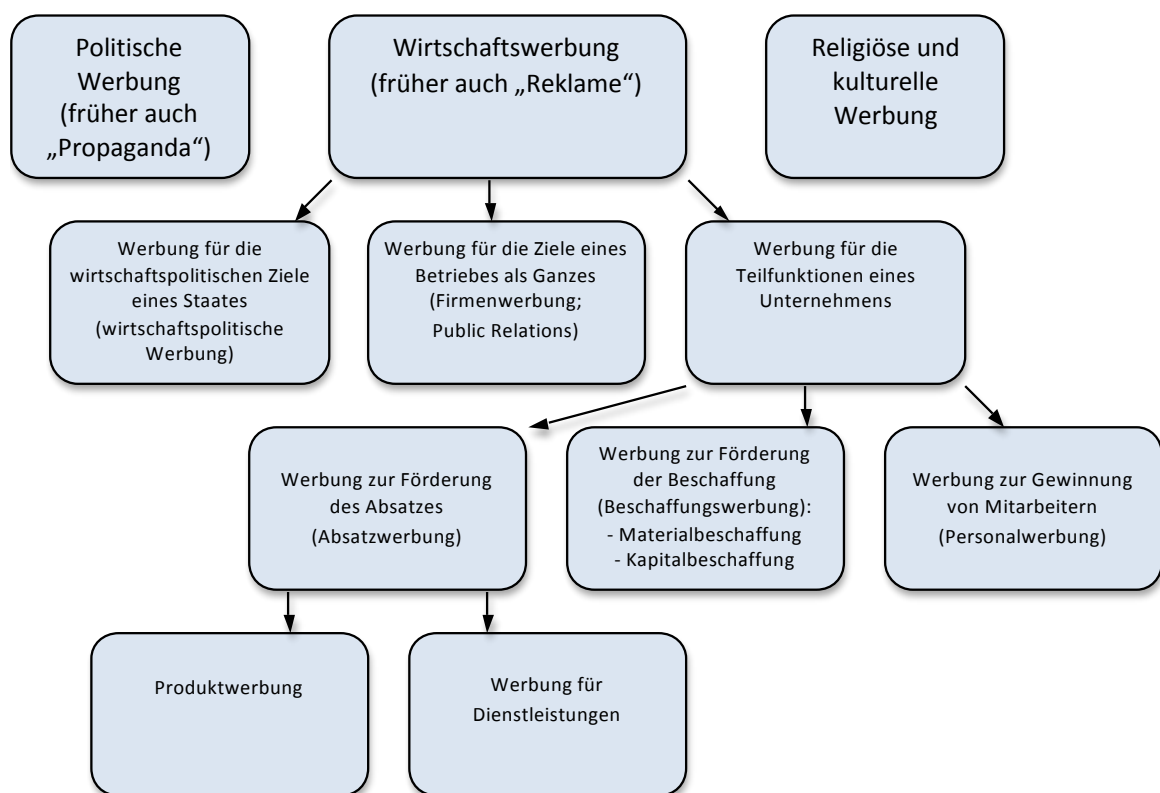 Politische
Werbung
(früher auch
„Propaganda“)
Wirtschaftswerbung
(früher auch „Reklame“)
Religiöse und
kulturelle
Werbung
Werbung für die
wirtschaftspolitischen Ziele
eines Staates
(wirtschaftspolitische
Werbung)
Werbung für die Ziele eines
Betriebes als Ganzes
(Firmenwerbung;
Public Relations)
Werbung für die
Teilfunktionen eines
Unternehmens
Werbung zur Förderung
des Absatzes
(Absatzwerbung)
Werbung zur Förderung
der Beschaffung
(Beschaffungswerbung):
- Materialbeschaffung
- Kapitalbeschaffung
Werbung zur Gewinnung
von Mitarbeitern
(Personalwerbung)
Produktwerbung
Werbung für
Dienstleistungen